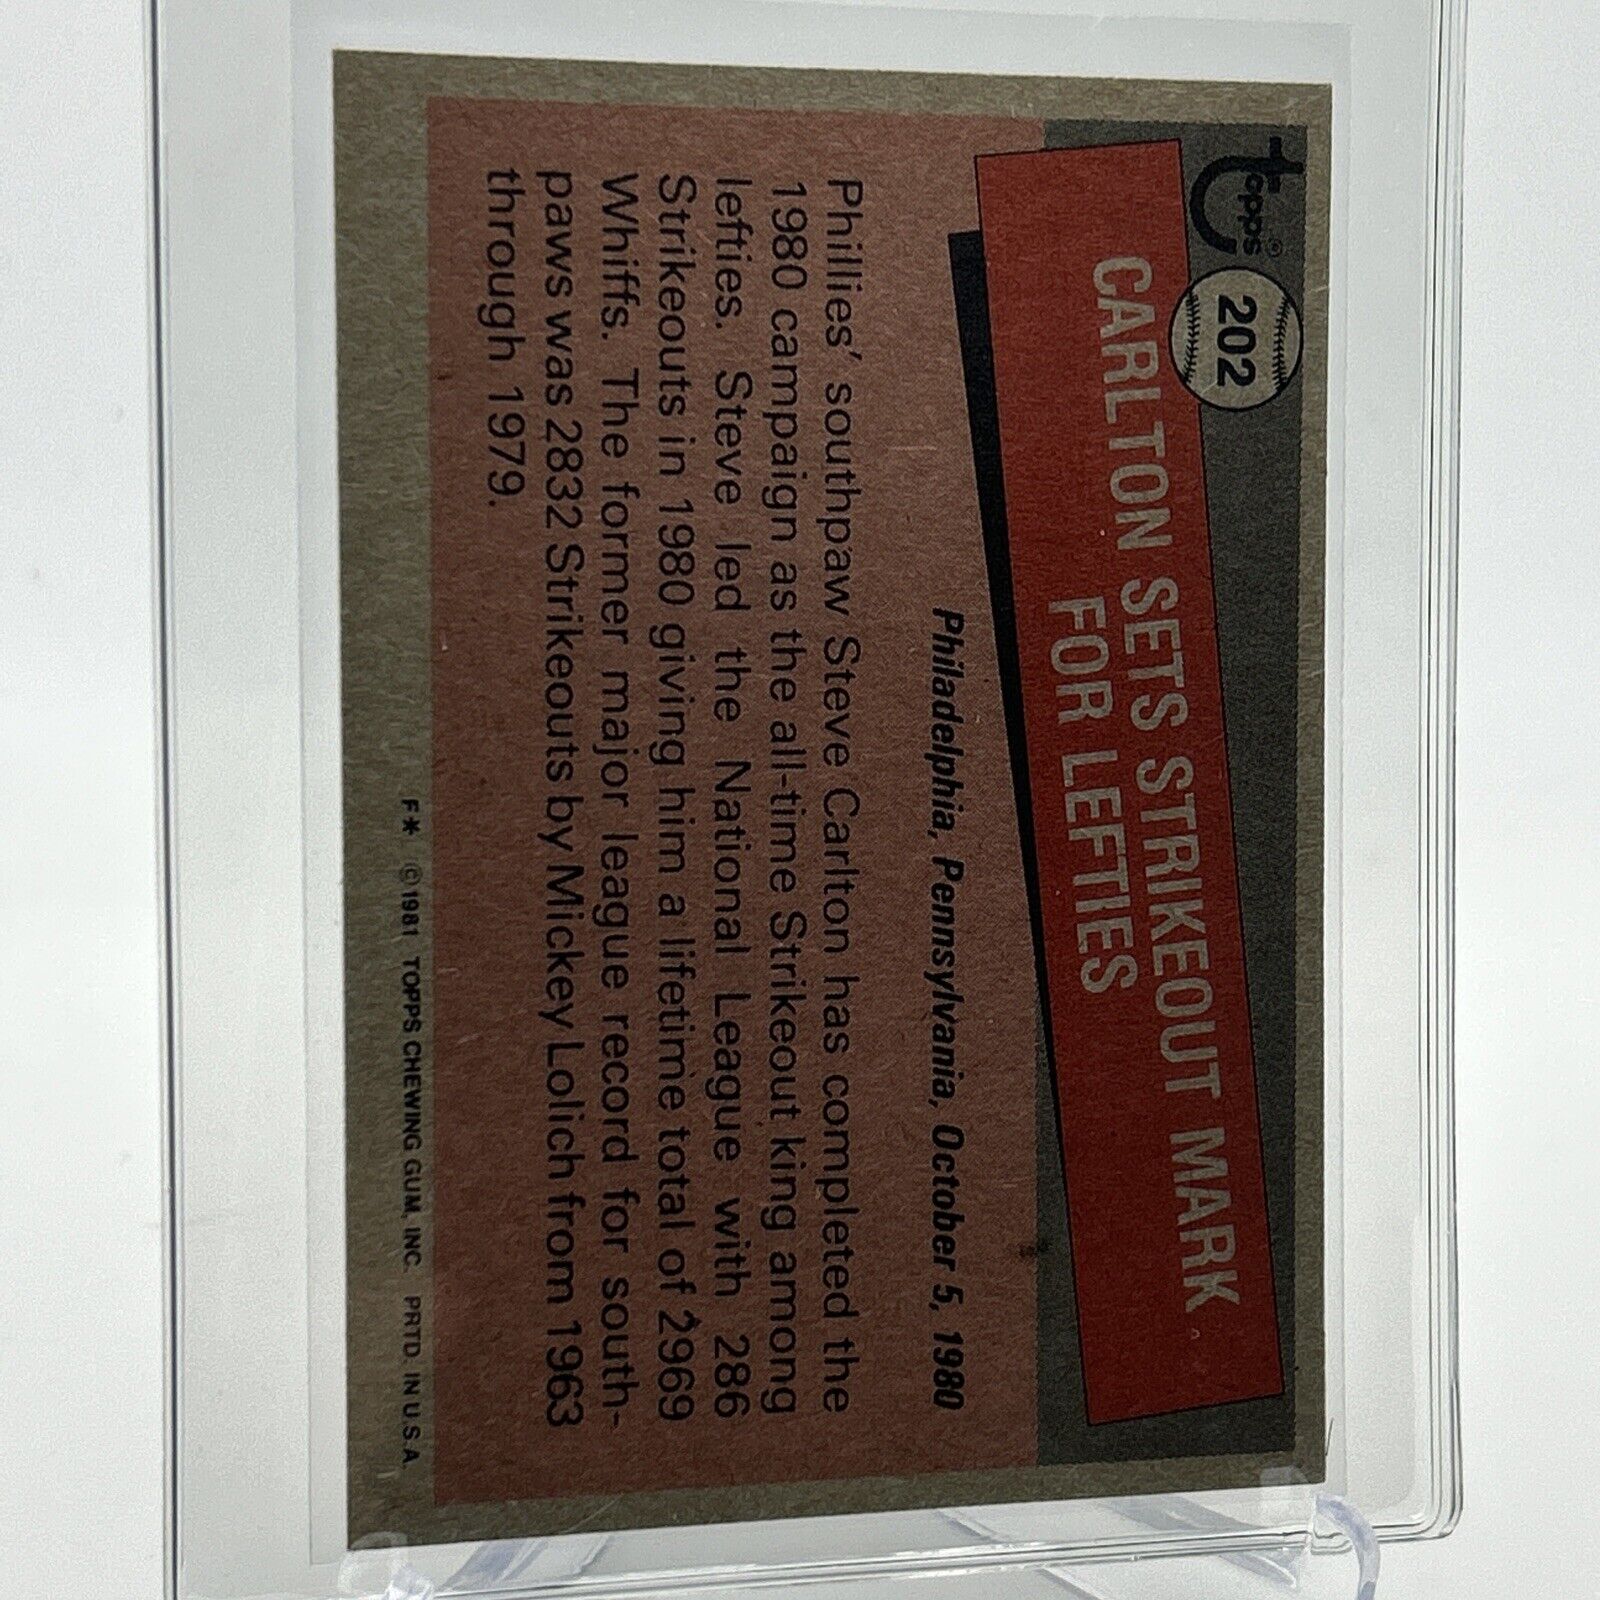 topps®
202
CARLTON SETS STRIKEOUT MARK
FOR LEFTIES
Philadelphia, Pennsylvania, October 5, 1980
Phillies' southpaw Steve Carlton has completed the
1980 campaign as the all-time Strikeout king among
lefties. Steve led the National League with 286
Strikeouts in 1980 giving him a lifetime total of 2969
Whiffs. The former major league record for south-
paws was 2832 Strikeouts by Mickey Lolich from 1963
through 1979.
F* ©1981 TOPPS CHEWING GUM, INC. PRTD. IN U.S.A